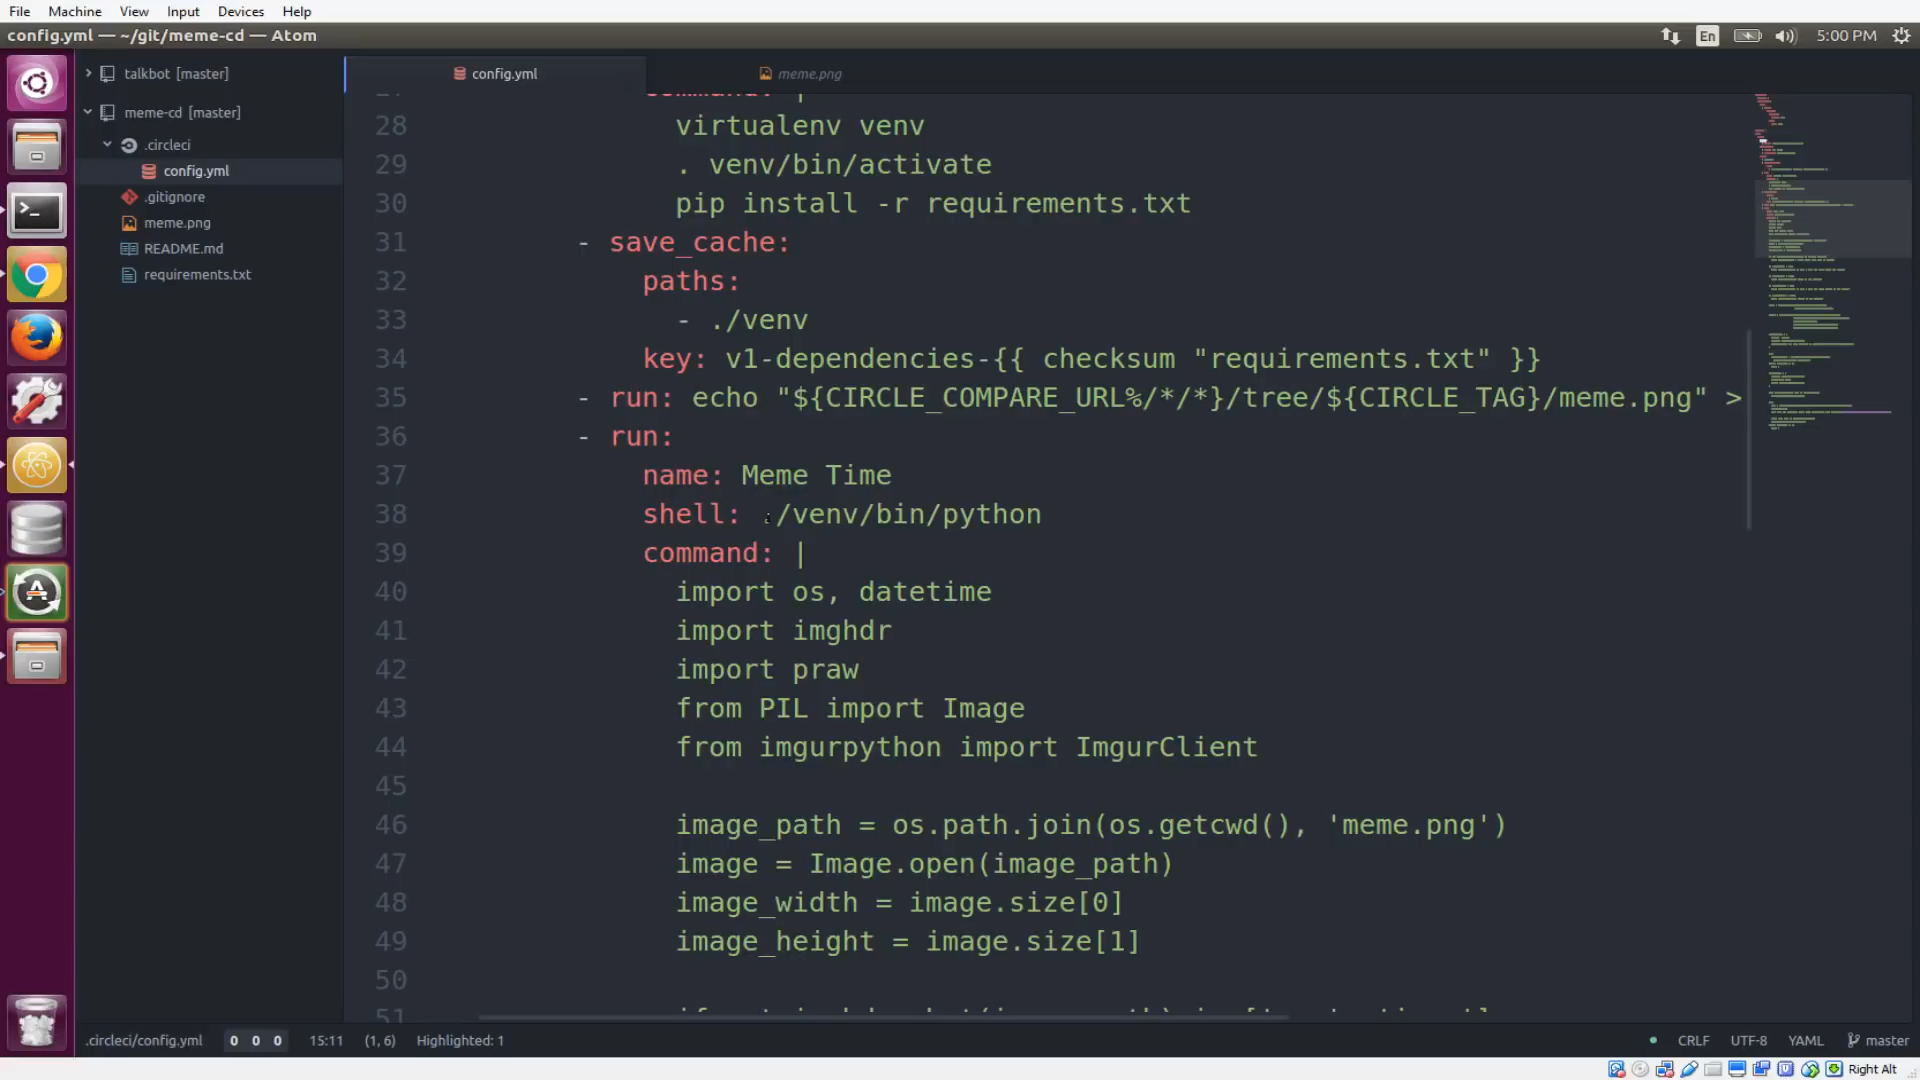 File Machine View Input Devices Help
config.yml — ~/git/meme-cd — Atom
En
5:00 PM
talkbot [master]
meme-cd [master]
.circleci
config.yml
.gitignore
meme.png
README.md
requirements.txt
config.yml
meme.png
28 virtualenv venv
29 . venv/bin/activate
30 pip install -r requirements.txt
31 - save_cache:
32 paths:
33 - ./venv
34 key: v1-dependencies-{{ checksum "requirements.txt" }}
35 - run: echo "${CIRCLE_COMPARE_URL%/*/*}/tree/${CIRCLE_TAG}/meme.png" >
36 - run:
37 name: Meme Time
38 shell: ./venv/bin/python
39 command: |
40 import os, datetime
41 import imghdr
42 import praw
43 from PIL import Image
44 from imgurpython import ImgurClient
45
46 image_path = os.path.join(os.getcwd(), 'meme.png')
47 image = Image.open(image_path)
48 image_width = image.size[0]
49 image_height = image.size[1]
50
51
.circleci/config.yml 0 0 0 15:11 (1, 6) Highlighted: 1 CRLF UTF-8 YAML master
Right Alt